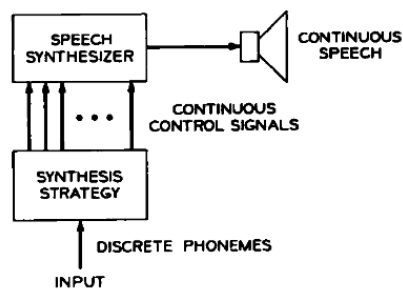 SPEECH
SYNTHESIZER
CONTINUOUS
SPEECH
CONTINUOUS
CONTROL SIGNALS
SYNTHESIS
STRATEGY
DISCRETE PHONEMES
INPUT